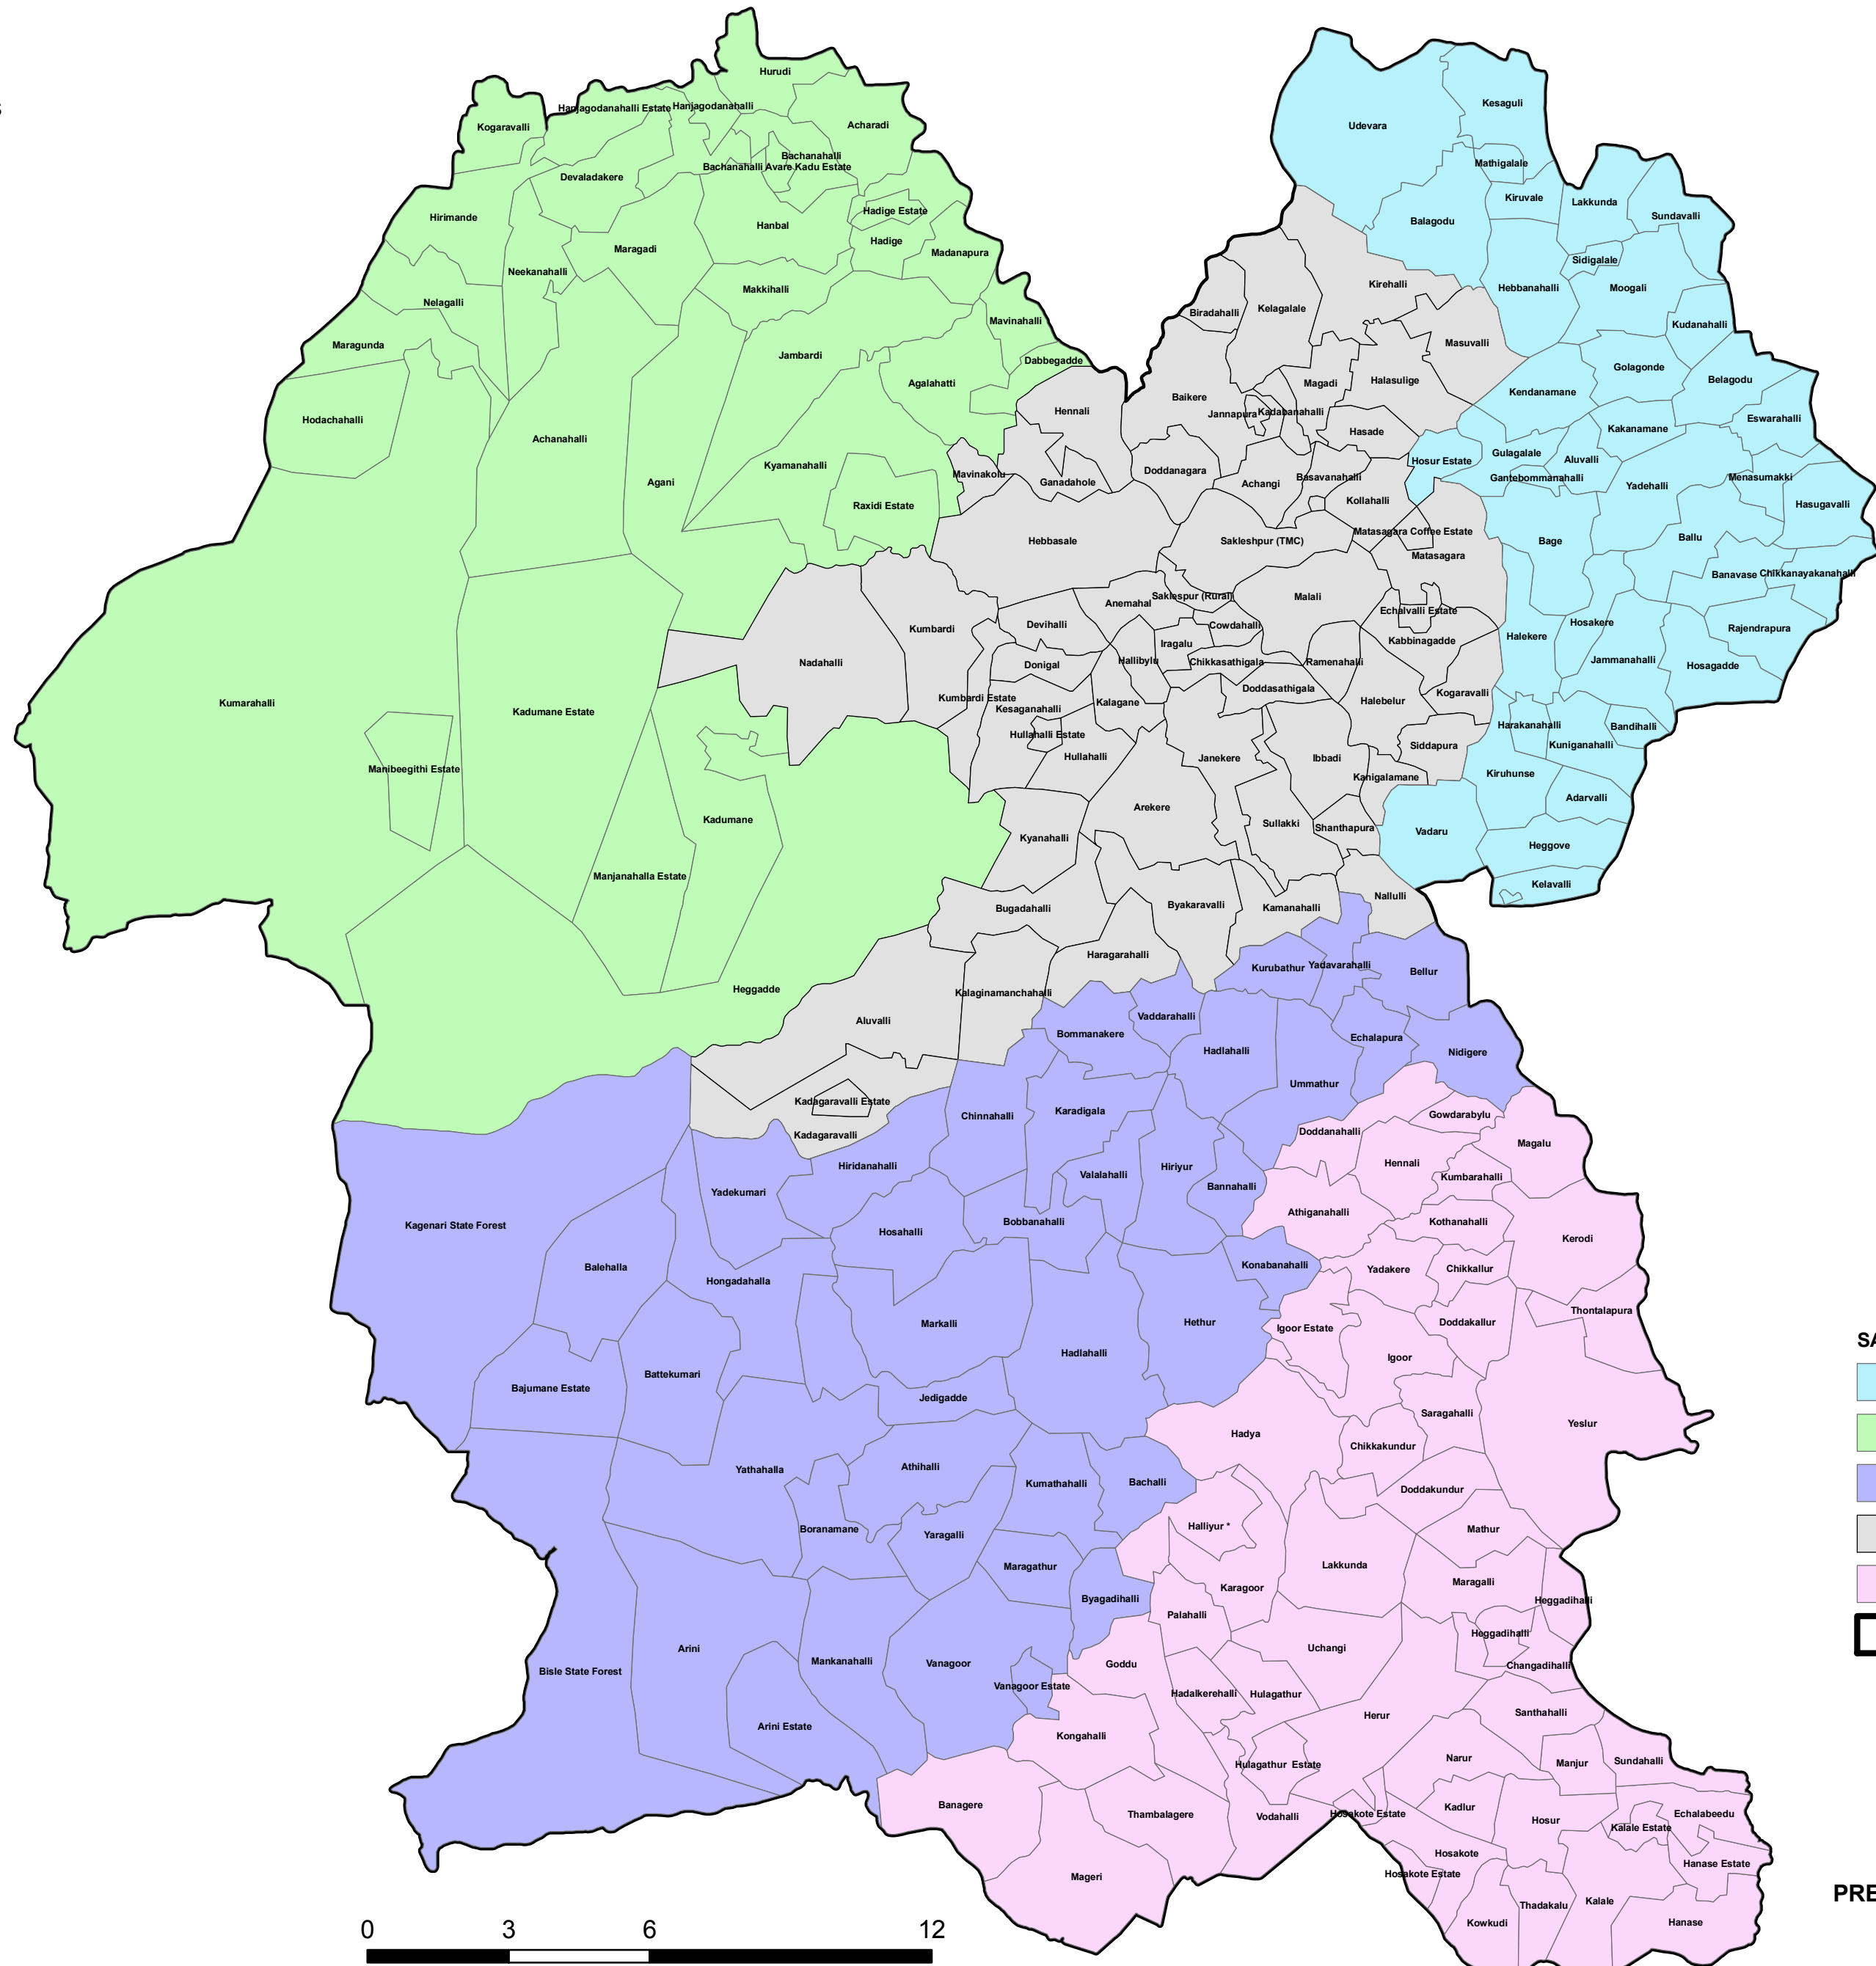 Hurudi
Kesaguli
Hanjagodanahalli Estate
Hanjagodanahalli
Kogaravalli
Acharadi
Udevara
Bachanahalli
Bachanahalli Avare Kadu Estate
Mathigalale
Devaladakere
Kiruvale
Lakkunda
Hadige Estate
Sundavalli
Hirimande
Hanbal
Balagodu
Hadige
Maragadi
Madanapura
Sidigalale
Neekanahalli
Kirehalli
Makkihalli
Hebbanahalli
Moogali
Nelagalli
Biradahalli
Kelagalale
Mavinahalli
Kudanahalli
Maragunda
Masuvalli
Jambardi
Dabbegadde
Golagonde
Agalahatti
Magadi
Halasulige
Belagodu
Kendanamane
Baikere
Hennali
Jannapura
Kadabanahalli
Hodachahalli
Eswarahalli
Kakanamane
Hasade
Achanahalli
Gulagalale
Hosur Estate
Aluvalli
Kyamanahalli
Doddanagara
Mavinakolu
Basavanahalli
Gantebommanahalli
Menasumakki
Agani
Ganadahole
Achangi
Yadehalli
Kollahalli
Raxidi Estate
Hasugavalli
Matasagara Coffee Estate
Ballu
Hebbasale
Sakleshpur (TMC)
Bage
Matasagara
Banavase
Chikkanayakanahalli
Saklespur (Rural)
Malali
Anemahal
Echalvalli Estate
Hosakere
Devihalli
Cowdahalli
Kumbardi
Rajendrapura
Halekere
Iragalu
Kabbinagadde
Nadahalli
Donigal
Hallibylu
Chikkasathigala
Ramenahalli
Jammanahalli
Hosagadde
Doddasathigala
Kogaravalli
Kumbardi Estate
Kumarahalli
Kalagane
Halebelur
Kesaganahalli
Kadumane Estate
Harakanahalli
Bandihalli
Hullahalli Estate
Siddapura
Kuniganahalli
Hullahalli
Janekere
Ibbadi
Manibeegithi Estate
Kanigalamane
Kiruhunse
Adarvalli
Arekere
Kadumane
Sullakki
Shanthapura
Vadaru
Kyanahalli
Heggove
Manjanahalla Estate
Kelavalli
Nallulli
Byakaravalli
Bugadahalli
Kamanahalli
Haragarahalli
Yadavarahalli
Kurubathur
Bellur
Heggadde
Kalaginamanchahalli
Vaddarahalli
Aluvalli
Bommanakere
Echalapura
Hadlahalli
Nidigere
Ummathur
Kadagaravalli Estate
Karadigala
Chinnahalli
Gowdarabylu
Doddanahalli
Kadagaravalli
Magalu
Hennali
Hiridanahalli
Hiriyur
Valalahalli
Kumbarahalli
Bannahalli
Yadekumari
Athiganahalli
Bobbanahalli
Kothanahalli
Kagenari State Forest
Hosahalli
Kerodi
Konabanahalli
Balehalla
Yadakere
Chikkallur
Hongadahalla
Thontalapura
Hethur
Doddakallur
Markalli
Igoor Estate
Hadlahalli
Igoor
Battekumari
Bajumane Estate
Jedigadde
Saragahalli
Yeslur
Hadya
Chikkakundur
Athihalli
Yathahalla
Bachalli
Kumathahalli
Doddakundur
Halliyur *
Boranamane
Mathur
Yaragalli
Lakkunda
Maragathur
Maragalli
Karagoor
Byagadihalli
Heggadihalli
Palahalli
Heggadihalli
Arini
Uchangi
Mankanahalli
Vanagoor
Goddu
Changadihalli
Bisle State Forest
Vanagoor Estate
Hadalkerehalli
Hulagathur
Santhahalli
Herur
Arini Estate
Kongahalli
Narur
Sundahalli
Manjur
Hulagathur Estate
Banagere
Kadlur
Thambalagere
Hosakote Estate
Echalabeedu
Vodahalli
Hosur
Kalale Estate
Hosakote
Hanase Estate
Hosakote Estate
Mageri
Kalale
Thadakalu
Kowkudi
Hanase
SA
PRE
0 3 6 12